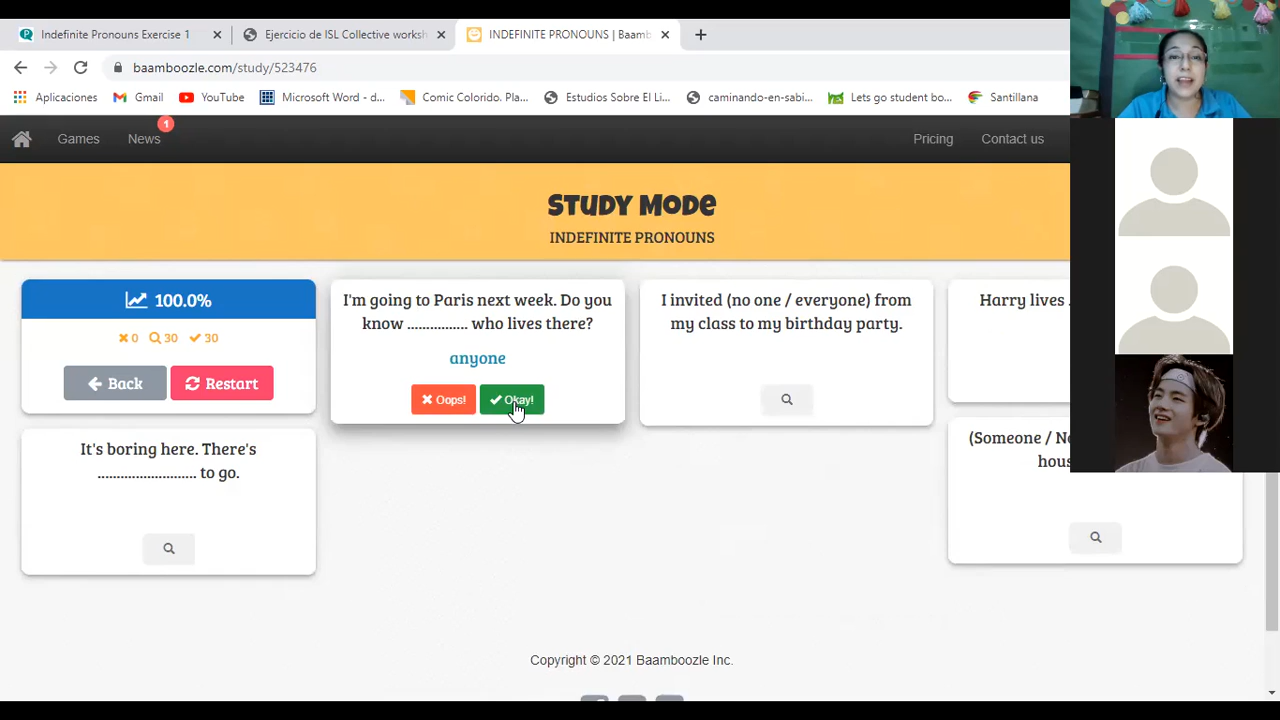 Indefinite Pronouns Exercise 1
Ejercicio de ISL Collective worksh
INDEFINITE PRONOUNS | Baamb
baamboozle.com/study/523476
Aplicaciones
Gmail
YouTube
Microsoft Word - d...
Comic Colorido. Pla...
Estudios Sobre El Li...
caminando-en-sabi...
Lets go student bo...
Santillana
Games
News
1
Pricing
Contact us
Study Mode
INDEFINITE PRONOUNS
100.0%
0
30
30
Back
Restart
I'm going to Paris next week. Do you
know ................ who lives there?
anyone
Oops!
Okay!
I invited (no one / everyone) from
my class to my birthday party.
Harry lives .
It's boring here. There's
.......................... to go.
(Someone / No
hous
Copyright © 2021 Baamboozle Inc.